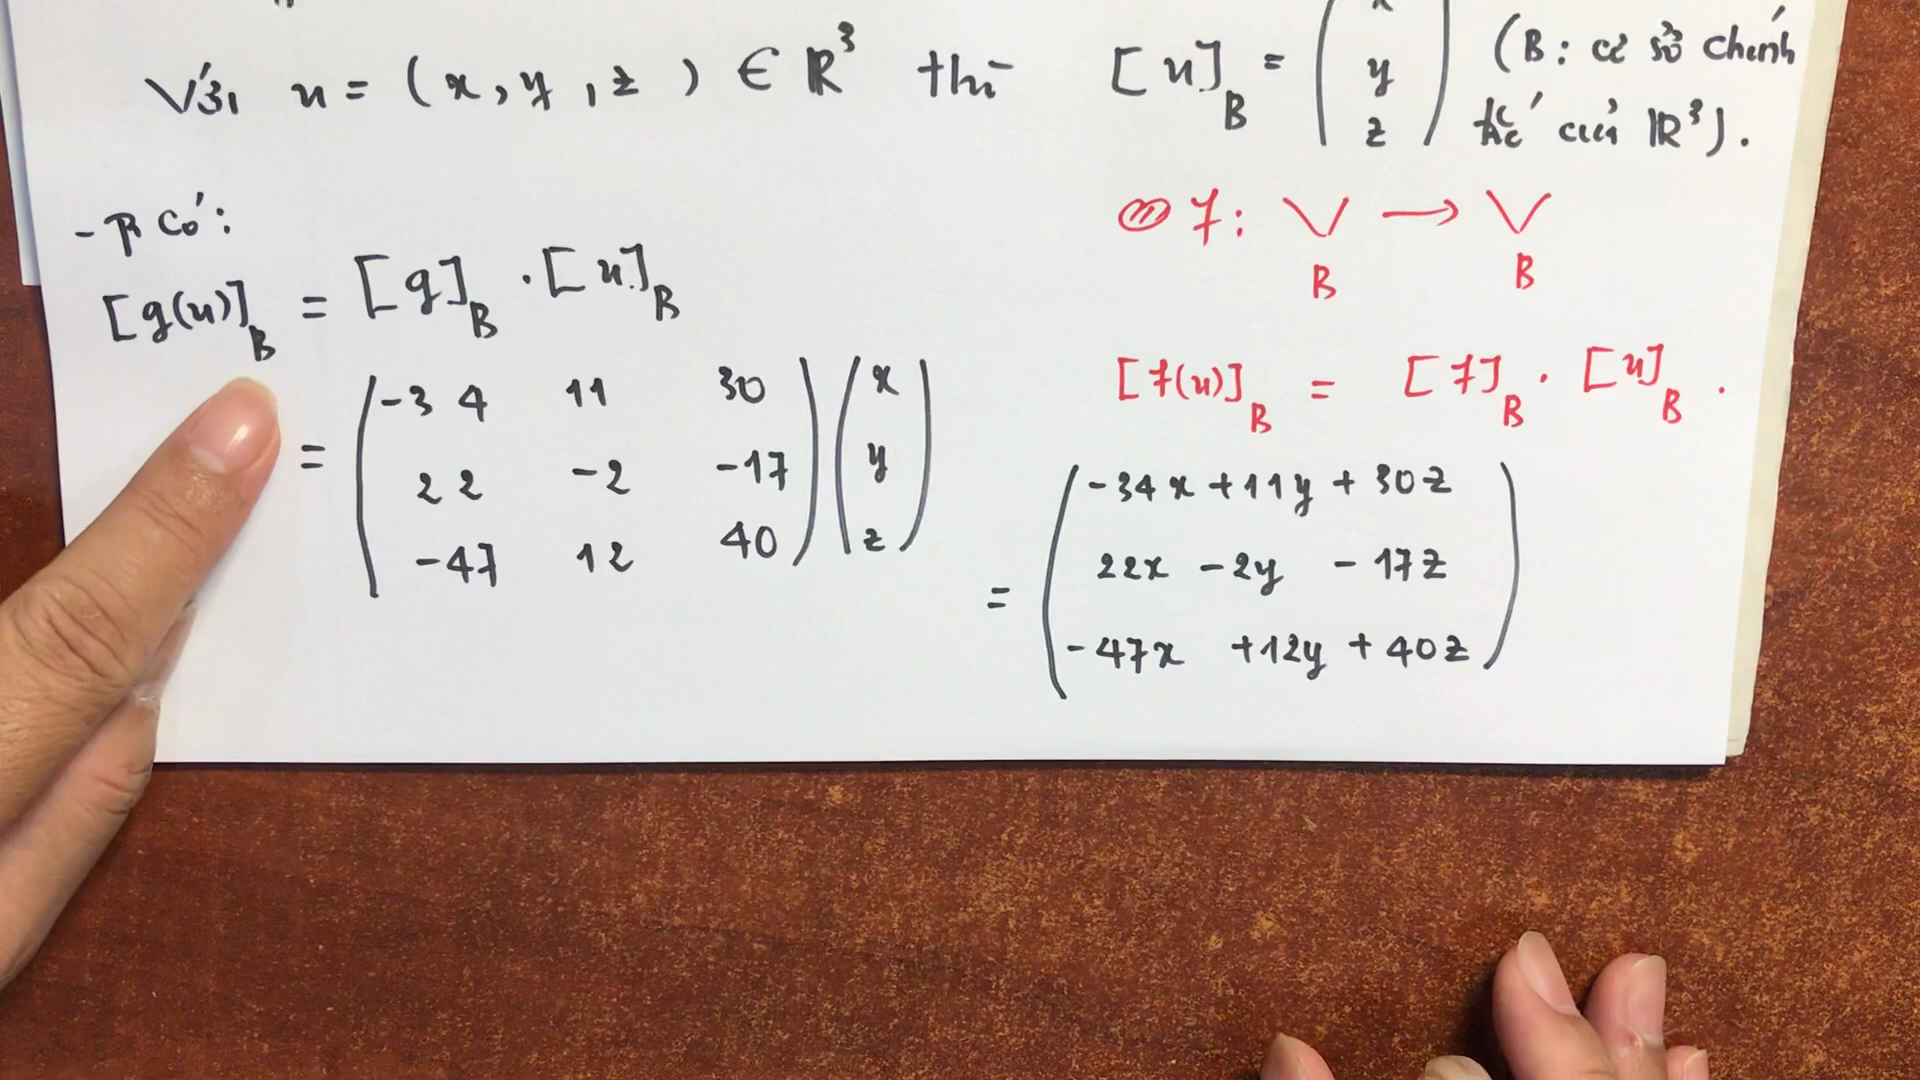 Với u = (x, y, z) ∈ ℝ³ thì [u]_B = (x y z) (B: cơ sở chính
tắc của ℝ³).
- Ta có:
[g(u)]_B = [g]_B · [u]_B
= (-34 11 30
22 -2 -17
-47 12 40) (x
y
z)
= (-34x + 11y + 30z
22x - 2y - 17z
-47x + 12y + 40z)
f: V → V
B B
[f(u)]_B = [f]_B · [u]_B .